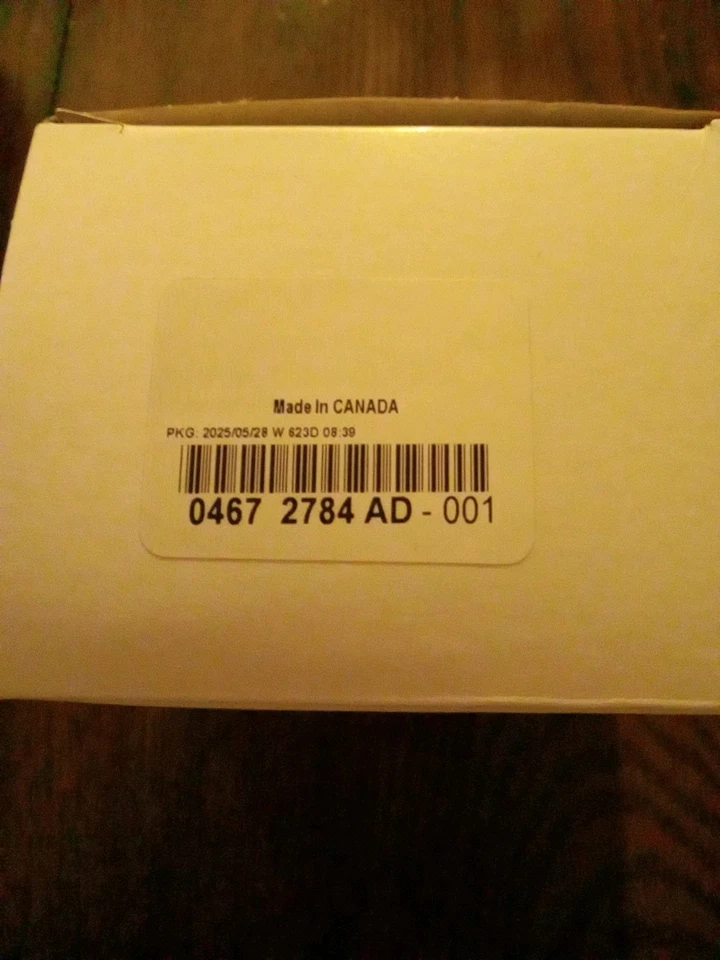 Made In CANADA
PKG: 2025/05/28 W 623D 08:39
0467 2784 AD - 001